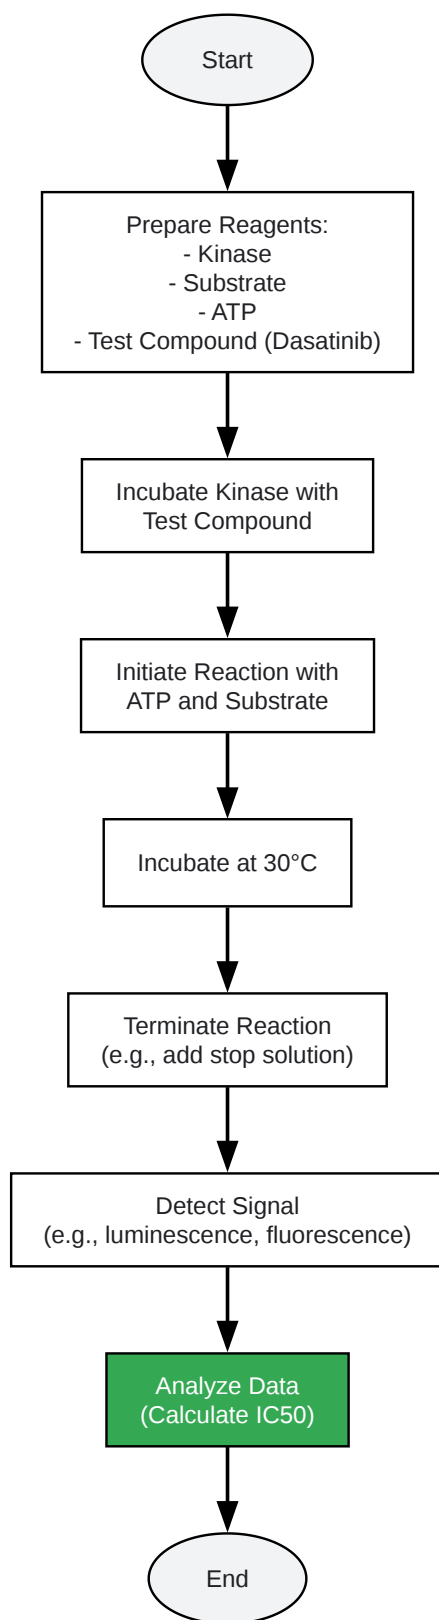 Start
Prepare Reagents:
- Kinase
- Substrate
- ATP
- Test Compound (Dasatinib)
Incubate Kinase with
Test Compound
Initiate Reaction with
ATP and Substrate
Incubate at 30°C
Terminate Reaction
(e.g., add stop solution)
Detect Signal
(e.g., luminescence, fluorescence)
Analyze Data
(Calculate IC50)
End